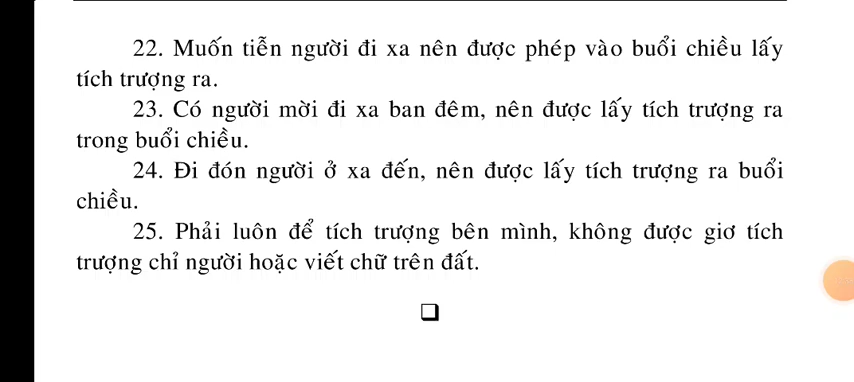 22. Muốn tiễn người đi xa nên được phép vào buổi chiều lấy
tích trượng ra.
23. Có người mời đi xa ban đêm, nên được lấy tích trượng ra
trong buổi chiều.
24. Đi đón người ở xa đến, nên được lấy tích trượng ra buổi
chiều.
25. Phải luôn để tích trượng bên mình, không được giơ tích
trượng chỉ người hoặc viết chữ trên đất.